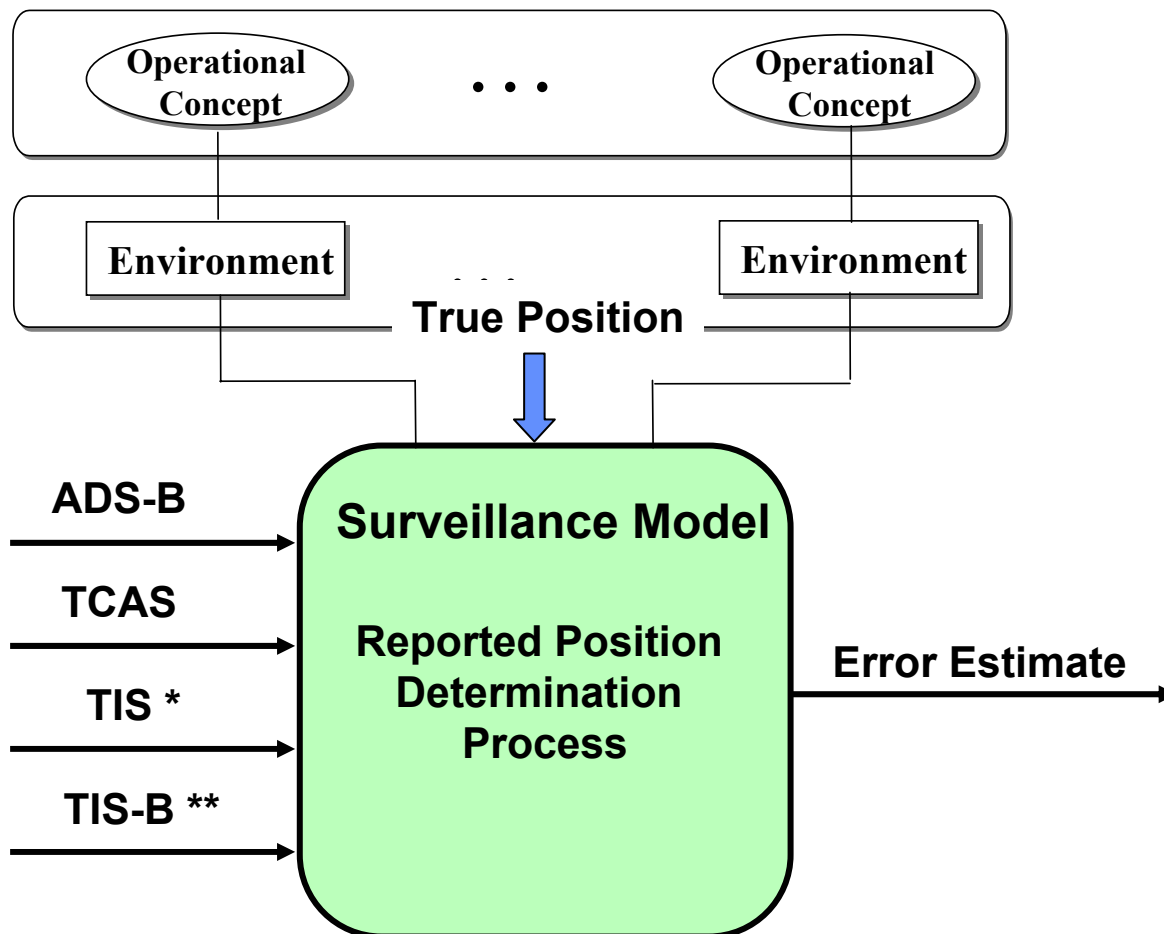 Operational
Concept
. . .
Operational
Concept
Environment
. . .
Environment
True Position
ADS-B
TCAS
TIS *
TIS-B **
Surveillance Model
Reported Position
Determination
Process
Error Estimate